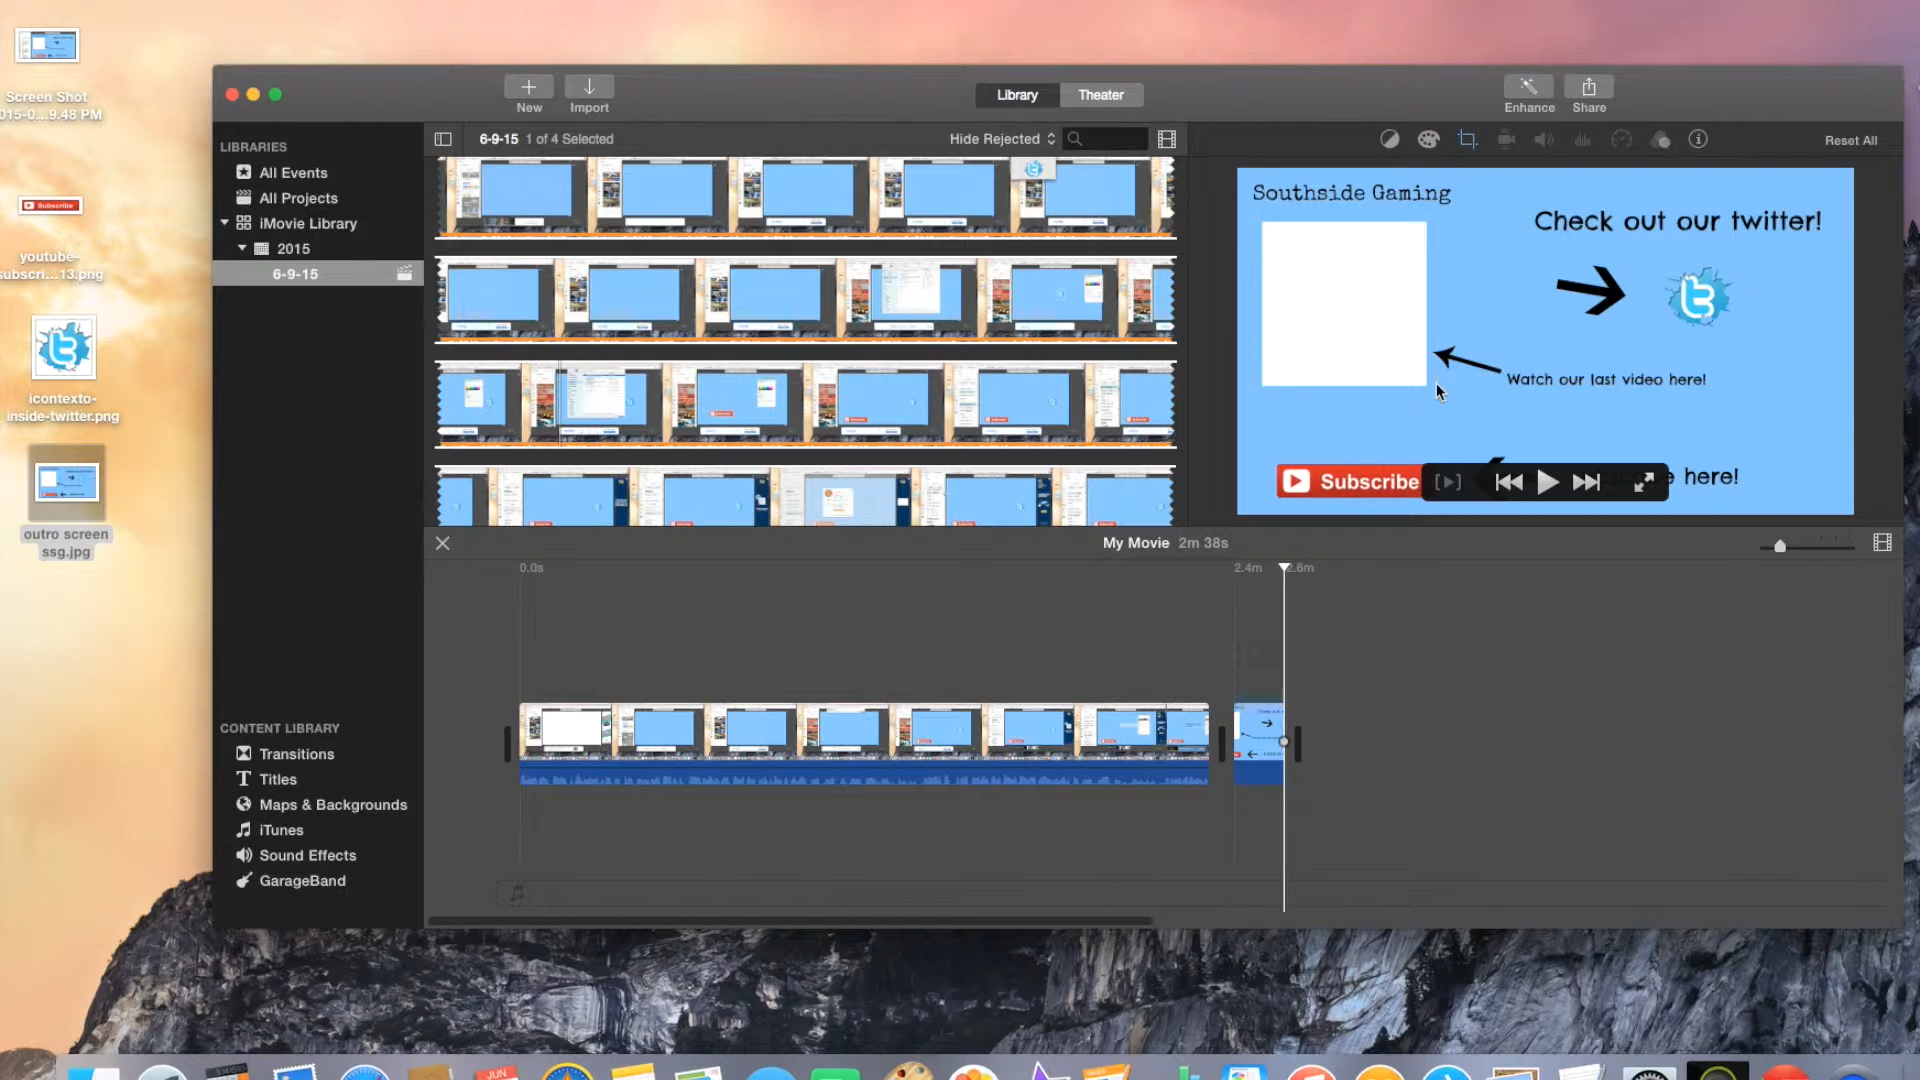 Screen Shot
015-0...9.48 PM
youtube-
subscri...13.png
icontexto-
inside-twitter.png
outro screen
ssg.jpg
New
Import
Library
Theater
Enhance
Share
LIBRARIES
All Events
All Projects
iMovie Library
2015
6-9-15
6-9-15 1 of 4 Selected
Hide Rejected
Reset All
Southside Gaming
Check out our twitter!
Watch our last video here!
Subscribe
here!
My Movie 2m 38s
0.0s
2.4m
2.6m
CONTENT LIBRARY
Transitions
Titles
Maps & Backgrounds
iTunes
Sound Effects
GarageBand
Subscribe
JUN